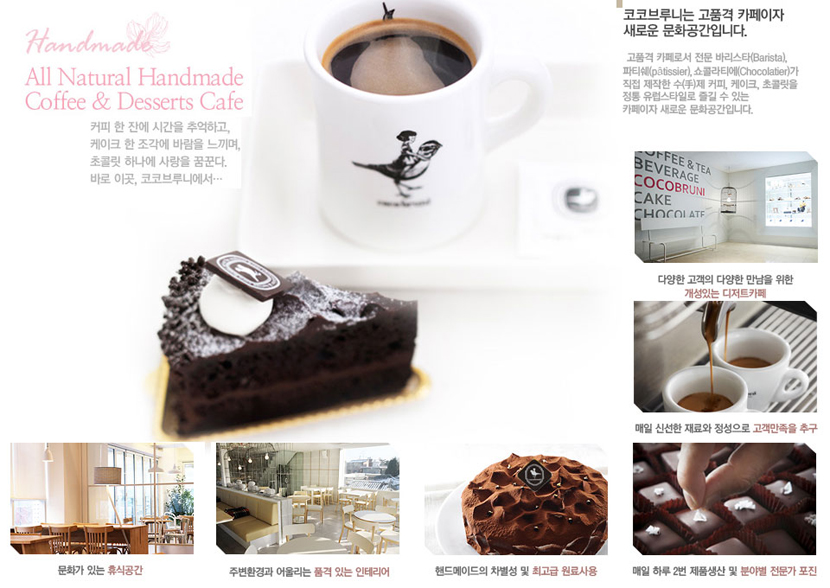 Handmade
All Natural Handmade
Coffee & Desserts Cafe
커피 한 잔에 시간을 추억하고,
케이크 한 조각에 바람을 느끼며,
초콜릿 하나에 사랑을 꿈꾼다.
바로 이곳, 코코브루니에서…
코코브루니는 고품격 카페이자
새로운 문화공간입니다.
고품격 카페로서 전문 바리스타(Barista),
파티쉐(pâtissier), 쇼콜라티에(Chocolatier)가
직접 제작한 수(手)제 커피, 케이크, 초콜릿을
정통 유럽스타일로 즐길 수 있는
카페이자 새로운 문화공간입니다.
COFFEE & TEA
BEVERAGE
COCOBRUNI
CAKE
CHOCOLATE
다양한 고객의 다양한 만남을 위한
개성있는 디저트카페
매일 신선한 재료와 정성으로 고객만족을 추구
문화가 있는 휴식공간
주변환경과 어울리는 품격 있는 인테리어
핸드메이드의 차별성 및 최고급 원료사용
매일 하루 2번 제품생산 및 분야별 전문가 포진